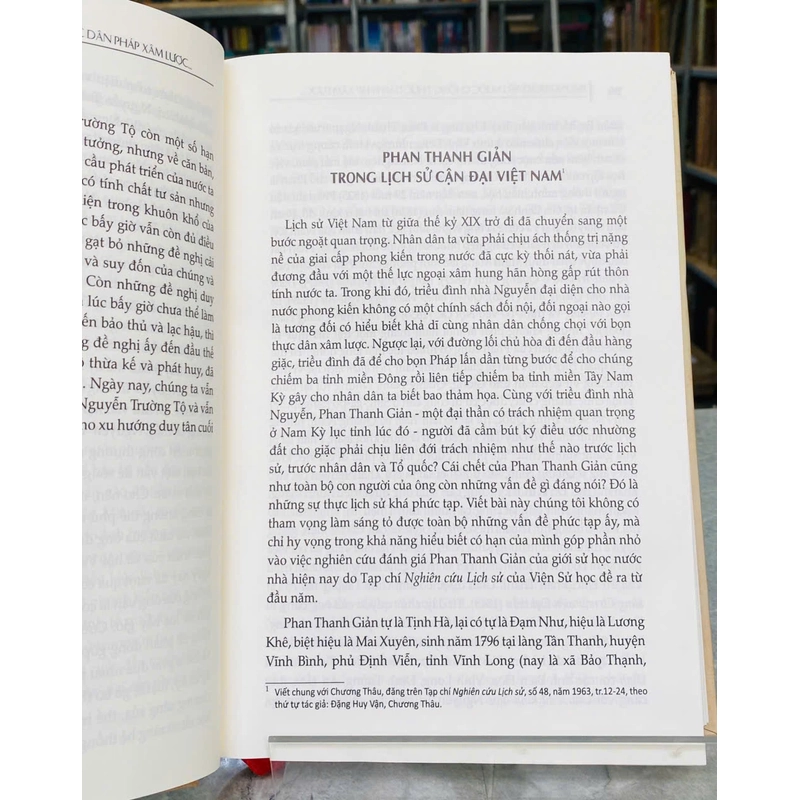 DÂN PHÁP XÂM LƯỢC...
rường Tộ còn một số hạn
tưởng, nhưng về căn bản,
cầu phát triển của nước ta
có tính chất tư sản nhưng
iện trong khuôn khổ của
c bấy giờ vẫn còn đủ điều
gạt bỏ những đề nghị cải
và suy đốn của chúng và
Còn những đề nghị duy
lúc bấy giờ chưa thể làm
ến bảo thủ và lạc hậu, thì
g đề nghị ấy đến đầu thế
thừa kế và phát huy, đã
. Ngày nay, chúng ta vẫn
Nguyễn Trường Tộ và vẫn
ho xu hướng duy tân cuối
PHAN THANH GIẢN
TRONG LỊCH SỬ CẬN ĐẠI VIỆT NAM¹
Lịch sử Việt Nam từ giữa thế kỷ XIX trở đi đã chuyển sang một
bước ngoặt quan trọng. Nhân dân ta vừa phải chịu ách thống trị nặng
nề của giai cấp phong kiến trong nước đã cực kỳ thối nát, vừa phải
đương đầu với một thế lực ngoại xâm hung hãn hòng gấp rút thôn
tính nước ta. Trong khi đó, triều đình nhà Nguyễn đại diện cho nhà
nước phong kiến không có một chính sách đối nội, đối ngoại nào gọi
là tương đối có hiểu biết khả dĩ cùng nhân dân chống chọi với bọn
thực dân xâm lược. Ngược lại, với đường lối chủ hòa đi đến đầu hàng
giặc, triều đình đã để cho bọn Pháp lấn dần từng bước để cho chúng
chiếm ba tỉnh miền Đông rồi liên tiếp chiếm ba tỉnh miền Tây Nam
Kỳ gây cho nhân dân ta biết bao thảm họa. Cùng với triều đình nhà
Nguyễn, Phan Thanh Giản - một đại thần có trách nhiệm quan trọng
ở Nam Kỳ lục tỉnh lúc đó - người đã cầm bút ký điều ước nhường
đất cho giặc phải chịu liên đới trách nhiệm như thế nào trước lịch
sử, trước nhân dân và Tổ quốc? Cái chết của Phan Thanh Giản cũng
như toàn bộ con người của ông còn những vấn đề gì đáng nói? Đó là
những sự thực lịch sử khá phức tạp. Viết bài này chúng tôi không có
tham vọng làm sáng tỏ được toàn bộ những vấn đề phức tạp ấy, mà
chỉ hy vọng trong khả năng hiểu biết có hạn của mình góp phần nhỏ
vào việc nghiên cứu đánh giá Phan Thanh Giản của giới sử học nước
nhà hiện nay do Tạp chí Nghiên cứu Lịch sử của Viện Sử học đề ra từ
đầu năm.
Phan Thanh Giản tự là Tịnh Hà, lại có tự là Đạm Như, hiệu là Lương
Khê, biệt hiệu là Mai Xuyên, sinh năm 1796 tại làng Tân Thanh, huyện
Vĩnh Bình, phủ Định Viễn, tỉnh Vĩnh Long (nay là xã Bảo Thạnh,
¹ Viết chung với Chương Thâu, đăng trên Tạp chí Nghiên cứu Lịch sử, số 48, năm 1963, tr.12-24, theo
thứ tự tác giả: Đặng Huy Vận, Chương Thâu.